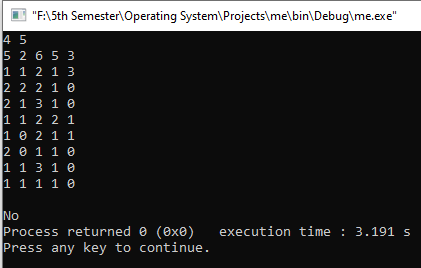 "F:\5th Semester\Operating System\Projects\me\bin\Debug\me.exe"
4 5
5 2 6 5 3
1 1 2 1 3
2 2 2 1 0
2 1 3 1 0
1 1 2 2 1
1 0 2 1 1
2 0 1 1 0
1 1 3 1 0
1 1 1 1 0
No
Process returned 0 (0x0)   execution time : 3.191 s
Press any key to continue.